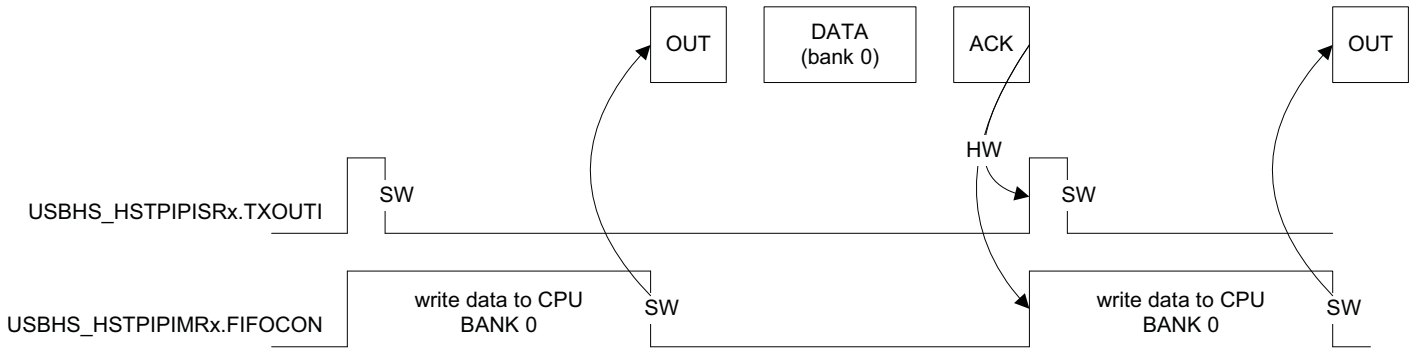 OUT
DATA
(bank 0)
ACK
OUT
HW
SW
SW
USBHS_HSTPIPISRx.TXOUTI
write data to CPU
BANK 0
SW
write data to CPU
BANK 0
SW
USBHS_HSTPIPIMRx.FIFOCON